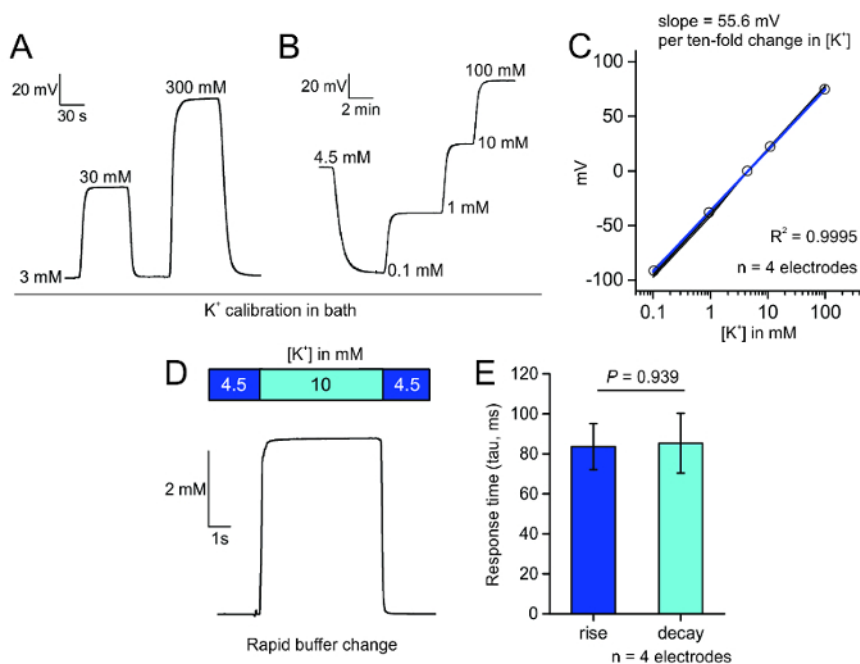 A
20 mV
30 s
3 mM
30 mM
300 mM
B
20 mV
2 min
4.5 mM
0.1 mM
1 mM
10 mM
100 mM
K⁺ calibration in bath
C
slope = 55.6 mV
per ten-fold change in [K⁺]
100
50
0
-50
-100
mV
R² = 0.9995
n = 4 electrodes
0.1 1 10 100
[K⁺] in mM
D
[K⁺] in mM
4.5 10 4.5
2 mM
1s
Rapid buffer change
E
P = 0.939
120
100
80
60
40
20
0
Response time (tau, ms)
rise decay
n = 4 electrodes